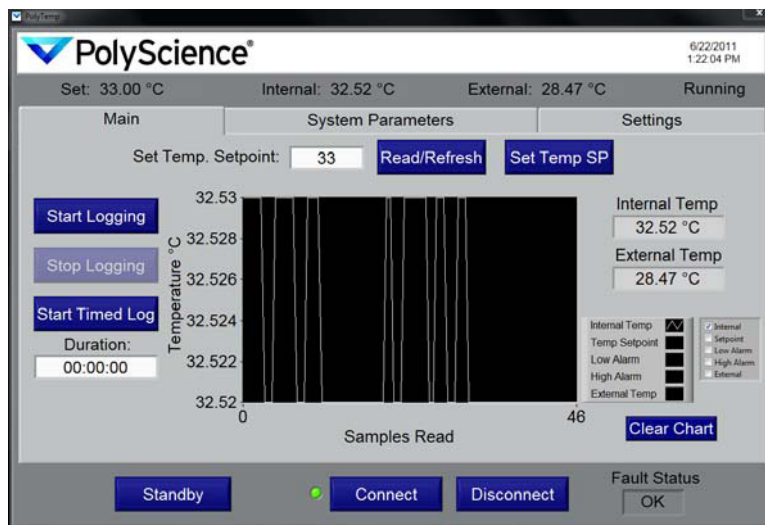 PolyTemp
x
PolyScience®
6/22/2011
1:22:04 PM
Set: 33.00 °C Internal: 32.52 °C External: 28.47 °C Running
Main System Parameters Settings
Set Temp. Setpoint: 33 Read/Refresh Set Temp SP
Start Logging
Stop Logging
Start Timed Log
Duration:
00:00:00
Temperature °C
32.53
32.528
32.526
32.524
32.522
32.52
0 46
Samples Read
Internal Temp
32.52 °C
External Temp
28.47 °C
Internal Temp
Temp Setpoint
Low Alarm
High Alarm
External Temp
Internal
Setpoint
Low Alarm
High Alarm
External
Clear Chart
Standby Connect Disconnect
Fault Status
OK